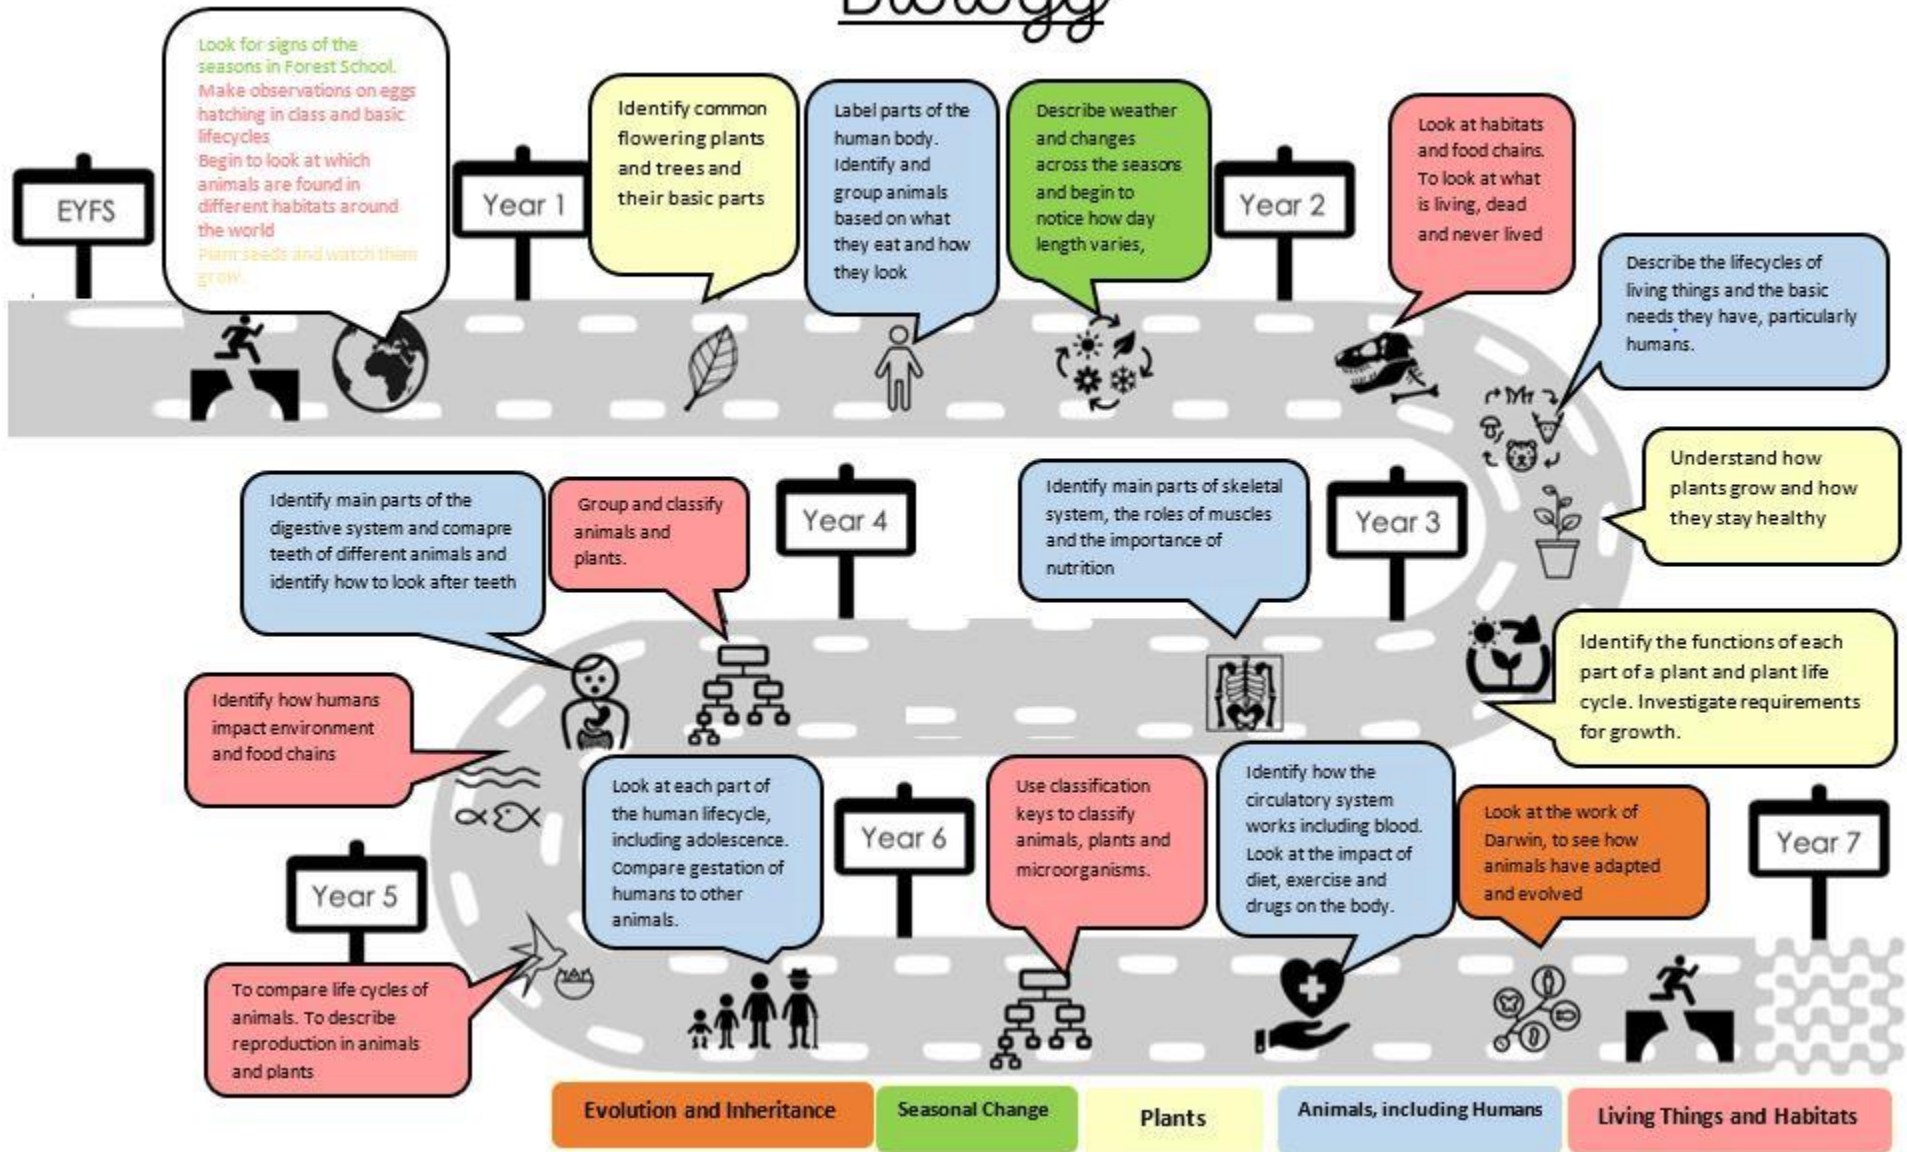 Biology
EYFS
Look for signs of the
seasons in Forest School.
Make observations on eggs
hatching in class and basic
lifecycles
Begin to look at which
animals are found in
different habitats around
the world
Plant seeds and watch them
grow.
Year 1
Identify common
flowering plants
and trees and
their basic parts
Label parts of the
human body.
Identify and
group animals
based on what
they eat and how
they look
Describe weather
and changes
across the seasons
and begin to
notice how day
length varies,
Year 2
Look at habitats
and food chains.
To look at what
is living, dead
and never lived
Describe the lifecycles of
living things and the basic
needs they have, particularly
humans.
Understand how
plants grow and how
they stay healthy
Year 3
Identify the functions of each
part of a plant and plant life
cycle. Investigate requirements
for growth.
Identify main parts of skeletal
system, the roles of muscles
and the importance of
nutrition
Year 4
Group and classify
animals and
plants.
Identify main parts of the
digestive system and comapre
teeth of different animals and
identify how to look after teeth
Identify how humans
impact environment
and food chains
Year 5
To compare life cycles of
animals. To describe
reproduction in animals
and plants
Look at each part of
the human lifecycle,
including adolescence.
Compare gestation of
humans to other
animals.
Year 6
Use classification
keys to classify
animals, plants and
microorganisms.
Identify how the
circulatory system
works including blood.
Look at the impact of
diet, exercise and
drugs on the body.
Look at the work of
Darwin, to see how
animals have adapted
and evolved
Year 7
Evolution and Inheritance
Seasonal Change
Plants
Animals, including Humans
Living Things and Habitats